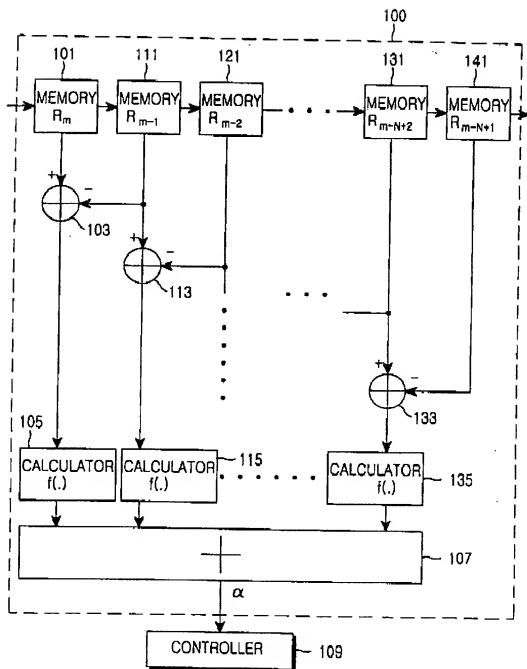 100
101 111 121 131 141
MEMORY MEMORY MEMORY MEMORY MEMORY
Rm Rm-1 Rm-2 Rm-N+2 Rm-N+1
+ −
103
+ −
113
+ −
133
105 115
CALCULATOR CALCULATOR CALCULATOR
f(.) f(.) f(.)
135
+
107
α
CONTROLLER
109